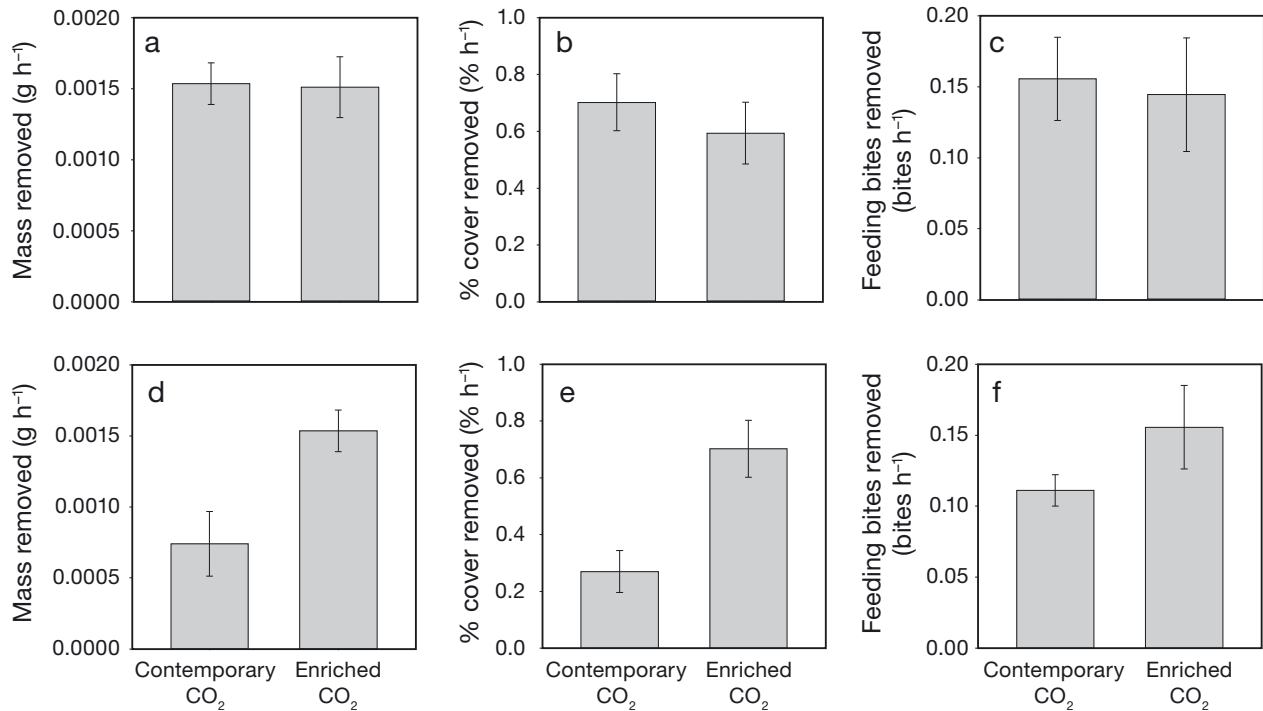 Mass removed (g h⁻¹)
0.0020
0.0015
0.0010
0.0005
0.0000
a
% cover removed (% h⁻¹)
1.0
0.8
0.6
0.4
0.2
0.0
b
Feeding bites removed
(bites h⁻¹)
0.20
0.15
0.10
0.05
0.00
c
Mass removed (g h⁻¹)
0.0020
0.0015
0.0010
0.0005
0.0000
d
Contemporary
CO₂
Enriched
CO₂
% cover removed (% h⁻¹)
1.0
0.8
0.6
0.4
0.2
0.0
e
Contemporary
CO₂
Enriched
CO₂
Feeding bites removed
(bites h⁻¹)
0.20
0.15
0.10
0.05
0.00
f
Contemporary
CO₂
Enriched
CO₂